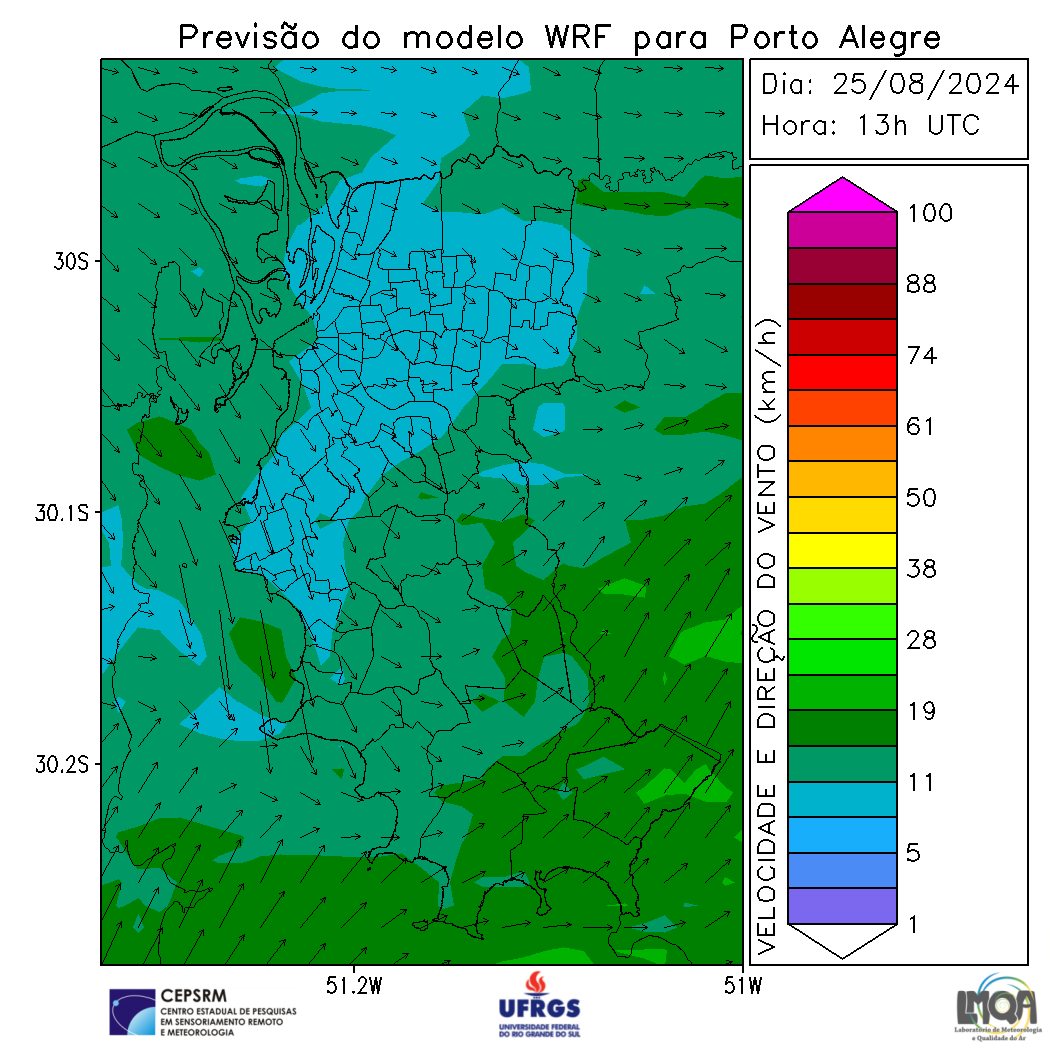 Previsão do modelo WRF para Porto Alegre
Dia: 25/08/2024
Hora: 13h UTC
30S
30.1S
30.2S
51.2W
51W
VELOCIDADE E DIREÇÃO DO VENTO (km/h)
100
88
74
61
50
38
28
19
11
5
1
CEPSRM
CENTRO ESTADUAL DE PESQUISAS
EM SENSORIAMENTO REMOTO
E METEOROLOGIA
UFRGS
UNIVERSIDADE FEDERAL
DO RIO GRANDE DO SUL
LMQA
Laboratório de Meteorologia
e Qualidade do Ar